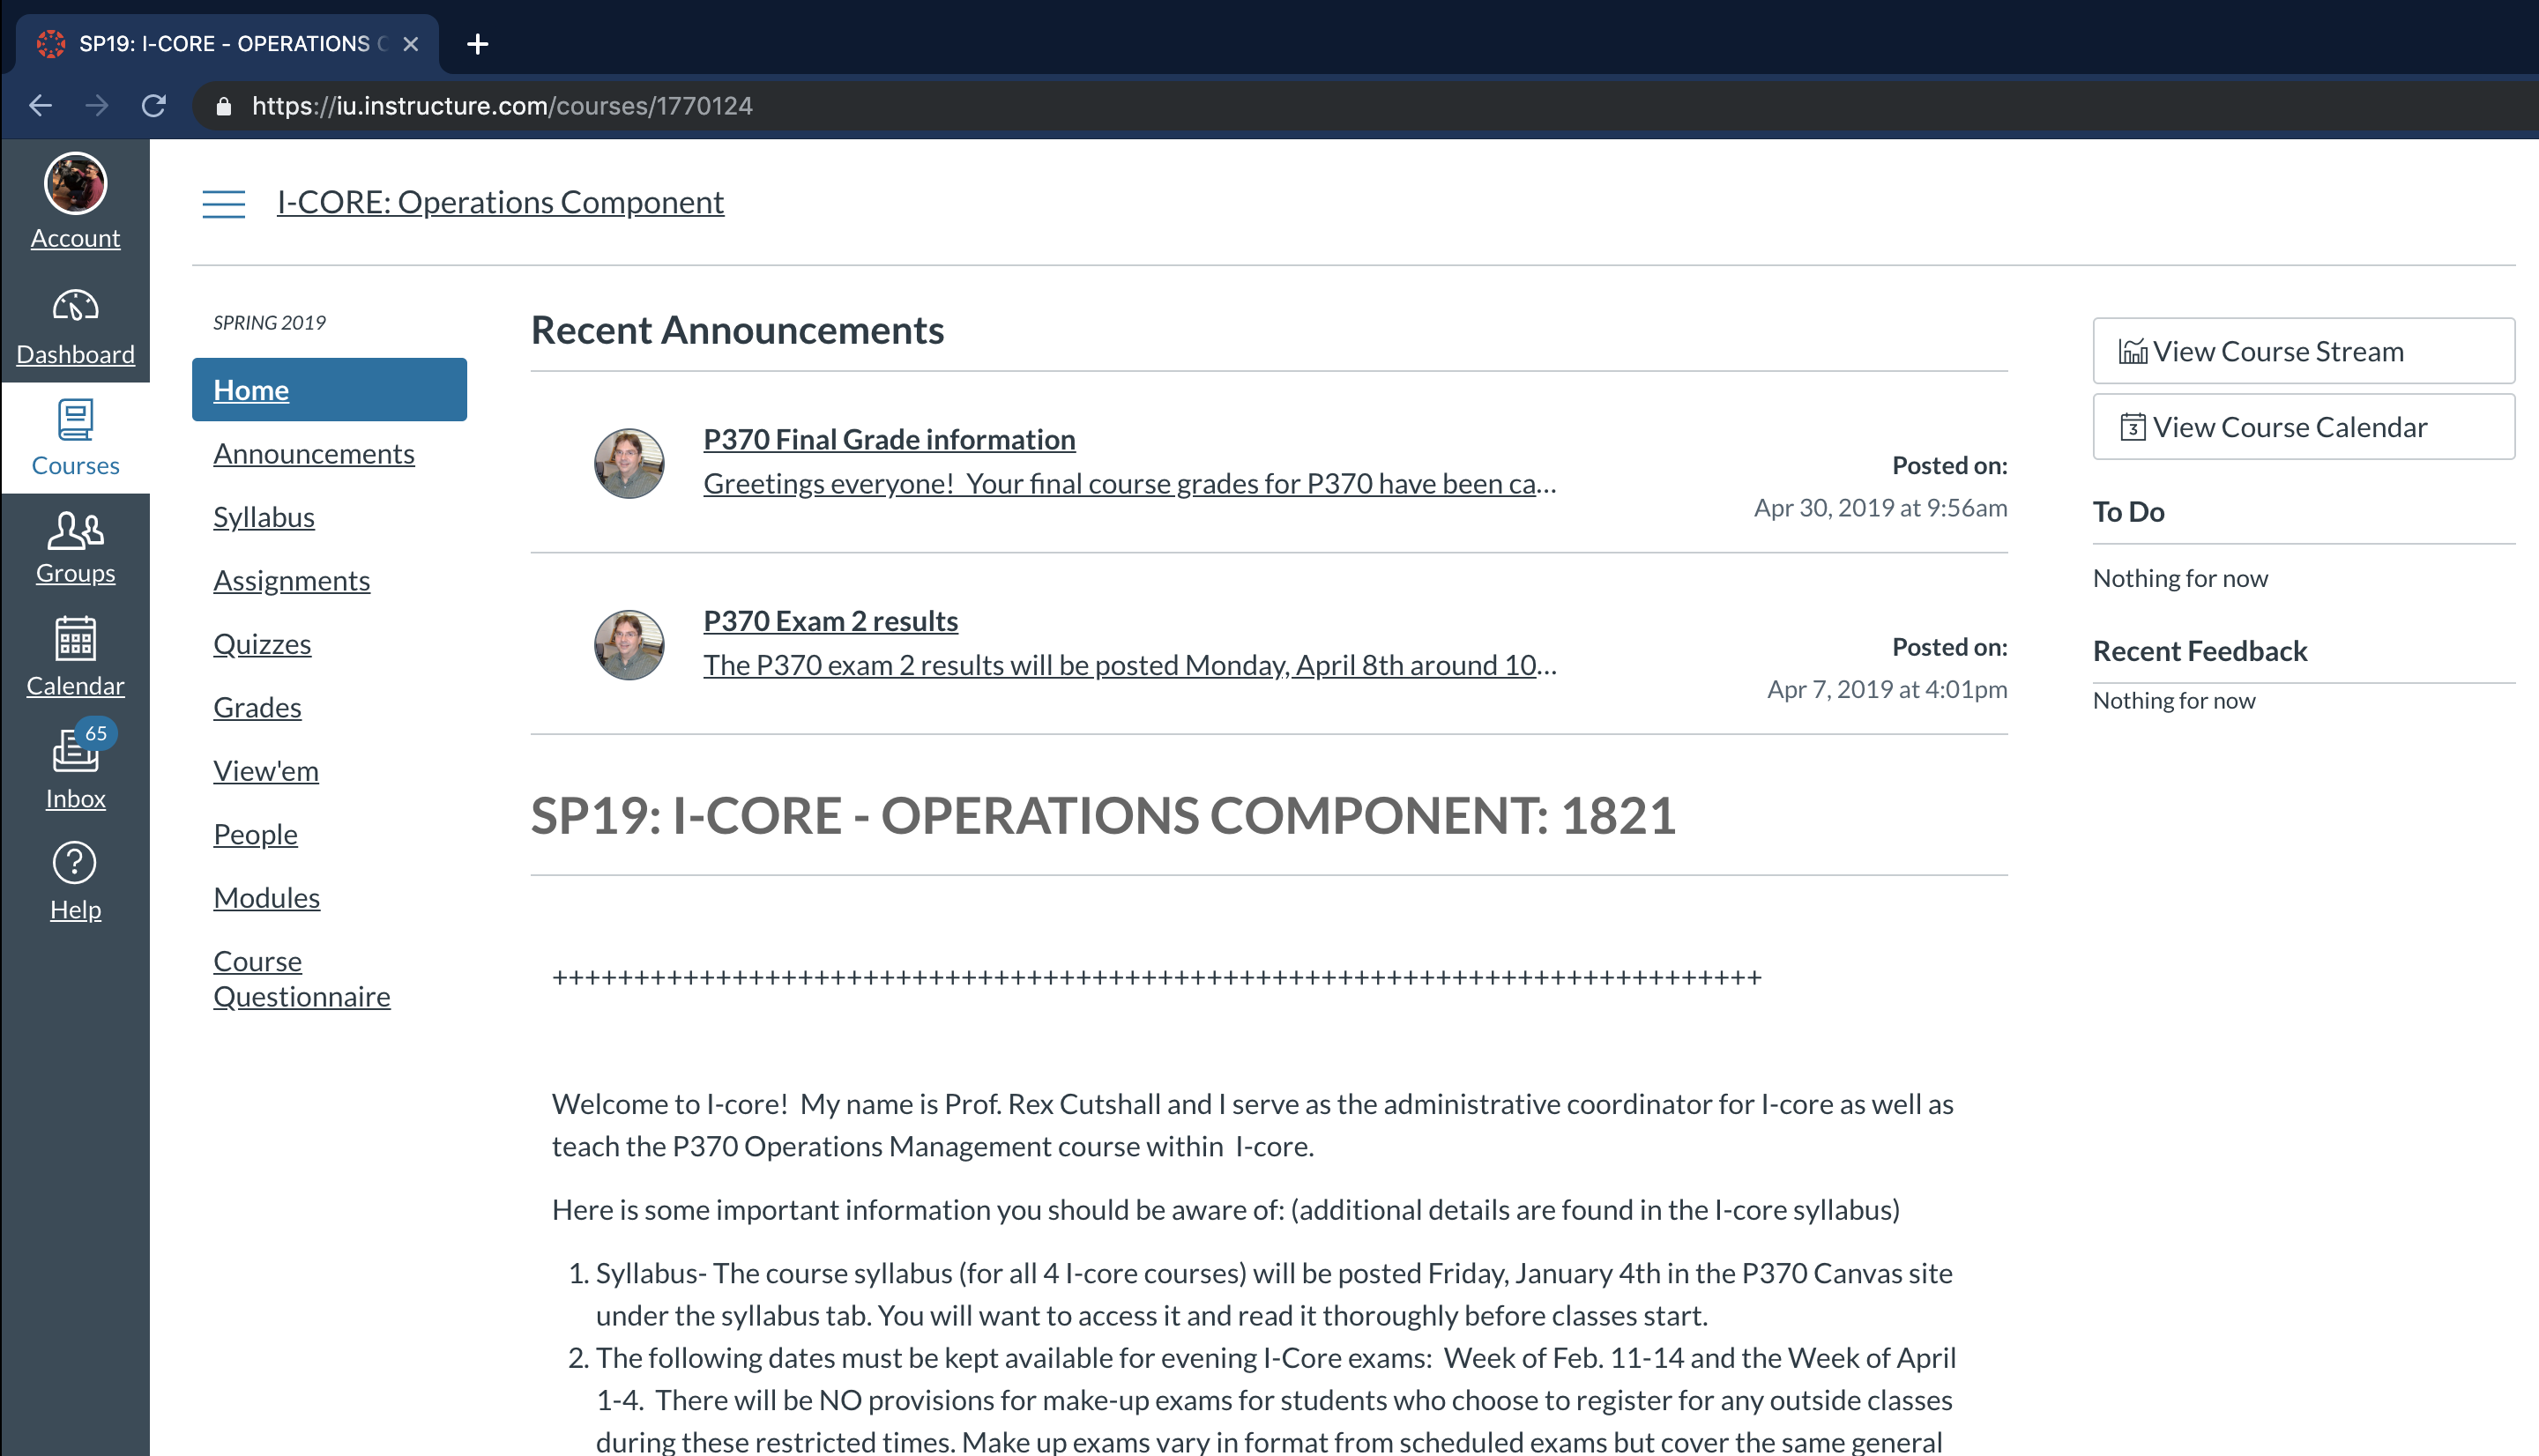 SP19: I-CORE - OPERATIONS
https://iu.instructure.com/courses/1770124
Account
Dashboard
Courses
Groups
Calendar
65
Inbox
Help
I-CORE: Operations Component
SPRING 2019
Home
Announcements
Syllabus
Assignments
Quizzes
Grades
View'em
People
Modules
Course
Questionnaire
Recent Announcements
P370 Final Grade information
Greetings everyone!  Your final course grades for P370 have been ca...
Posted on:
Apr 30, 2019 at 9:56am
P370 Exam 2 results
The P370 exam 2 results will be posted Monday, April 8th around 10...
Posted on:
Apr 7, 2019 at 4:01pm
SP19: I-CORE - OPERATIONS COMPONENT: 1821
++++++++++++++++++++++++++++++++++++++++++++++++++++++++++++++++++++++++++
Welcome to I-core!  My name is Prof. Rex Cutshall and I serve as the administrative coordinator for I-core as well as
teach the P370 Operations Management course within  I-core.
Here is some important information you should be aware of: (additional details are found in the I-core syllabus)
1. Syllabus- The course syllabus (for all 4 I-core courses) will be posted Friday, January 4th in the P370 Canvas site
under the syllabus tab. You will want to access it and read it thoroughly before classes start.
2. The following dates must be kept available for evening I-Core exams:  Week of Feb. 11-14 and the Week of April
1-4.  There will be NO provisions for make-up exams for students who choose to register for any outside classes
during these restricted times. Make up exams vary in format from scheduled exams but cover the same general
View Course Stream
3 View Course Calendar
To Do
Nothing for now
Recent Feedback
Nothing for now